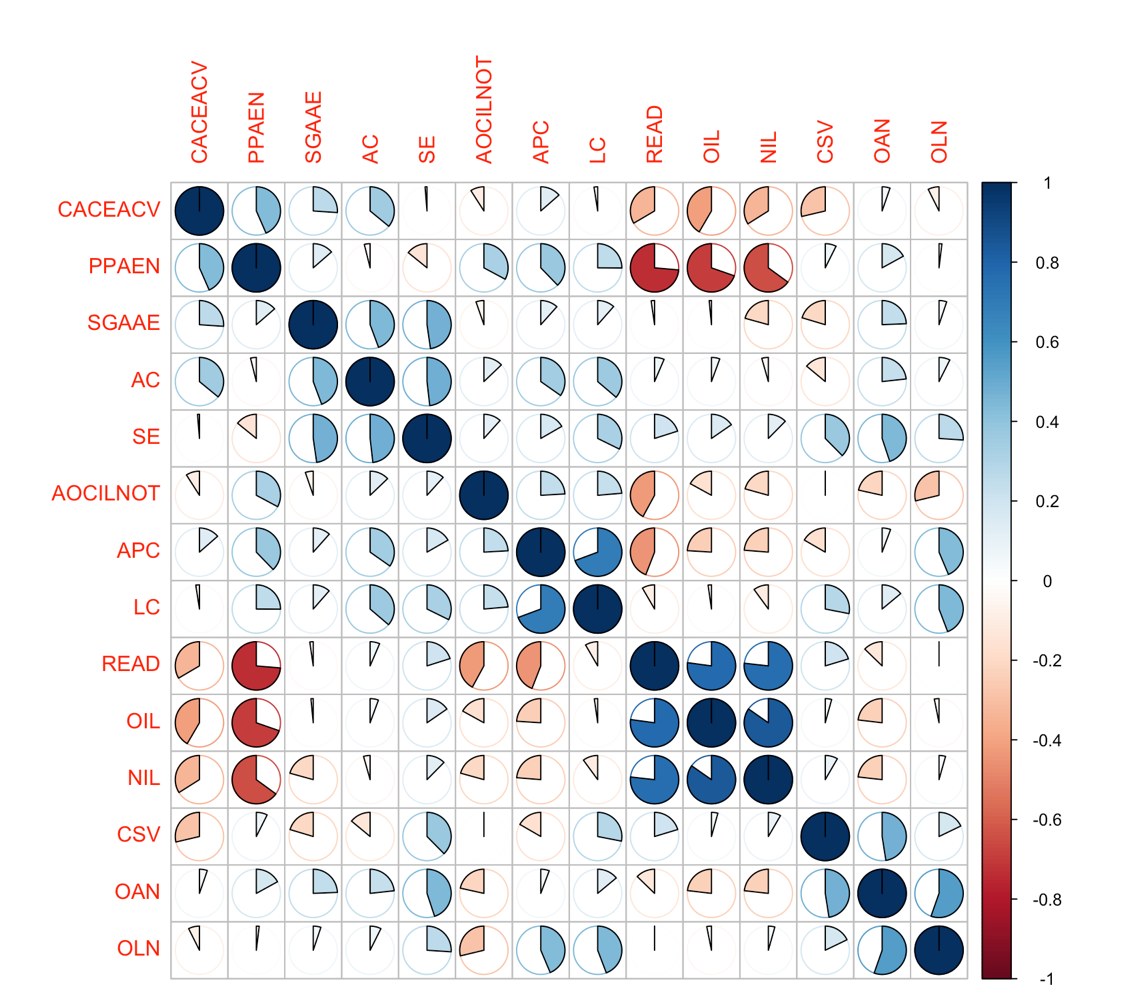 CACEACV PPAEN SGAAE AC SE AOCILNOT APC LC READ OIL NIL CSV OAN OLN
CACEACV
PPAEN
SGAAE
AC
SE
AOCILNOT
APC
LC
READ
OIL
NIL
CSV
OAN
OLN
1
0.8
0.6
0.4
0.2
0
-0.2
-0.4
-0.6
-0.8
-1